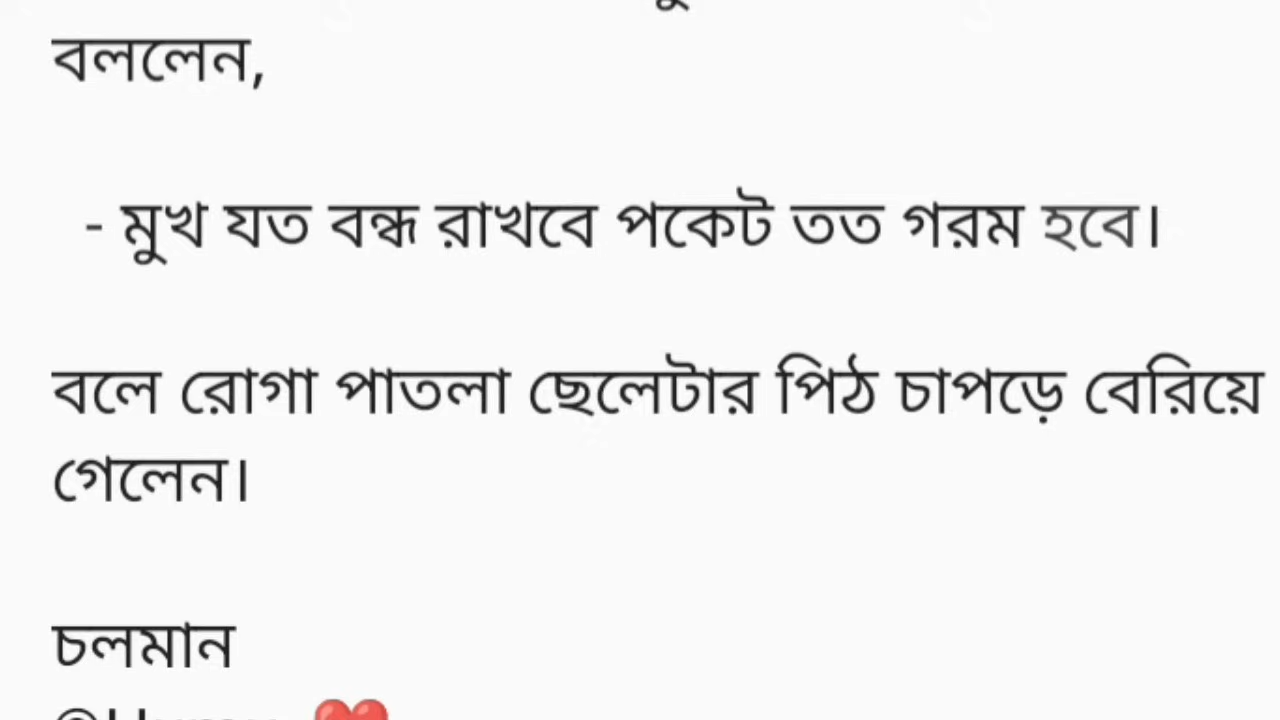 বললেন,
- মুখ যত বন্ধ রাখবে পকেট তত গরম হবে।
বলে রোগা পাতলা ছেলেটার পিঠ চাপড়ে বেরিয়ে
গেলেন।
চলমান